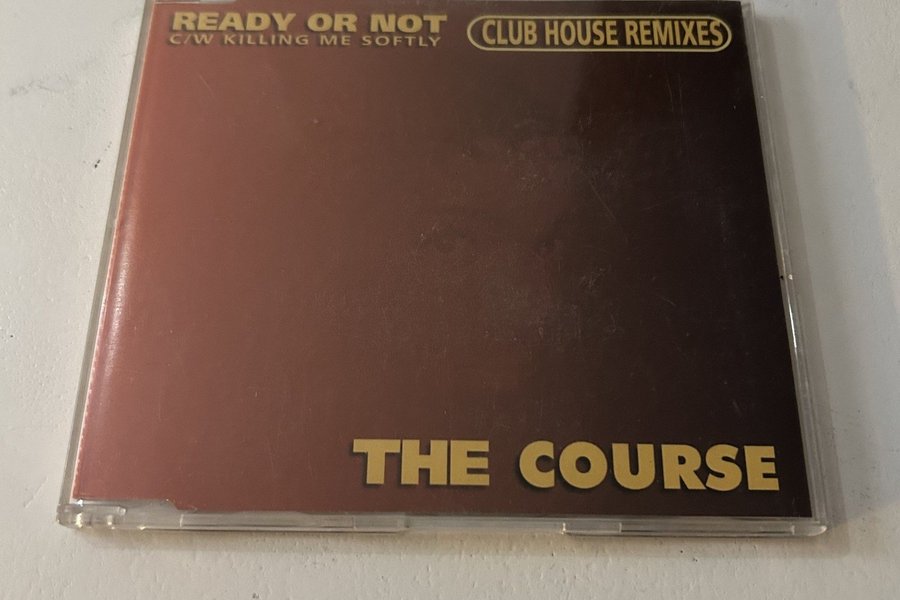 READY OR NOT
C/W KILLING ME SOFTLY
CLUB HOUSE REMIXES
THE COURSE